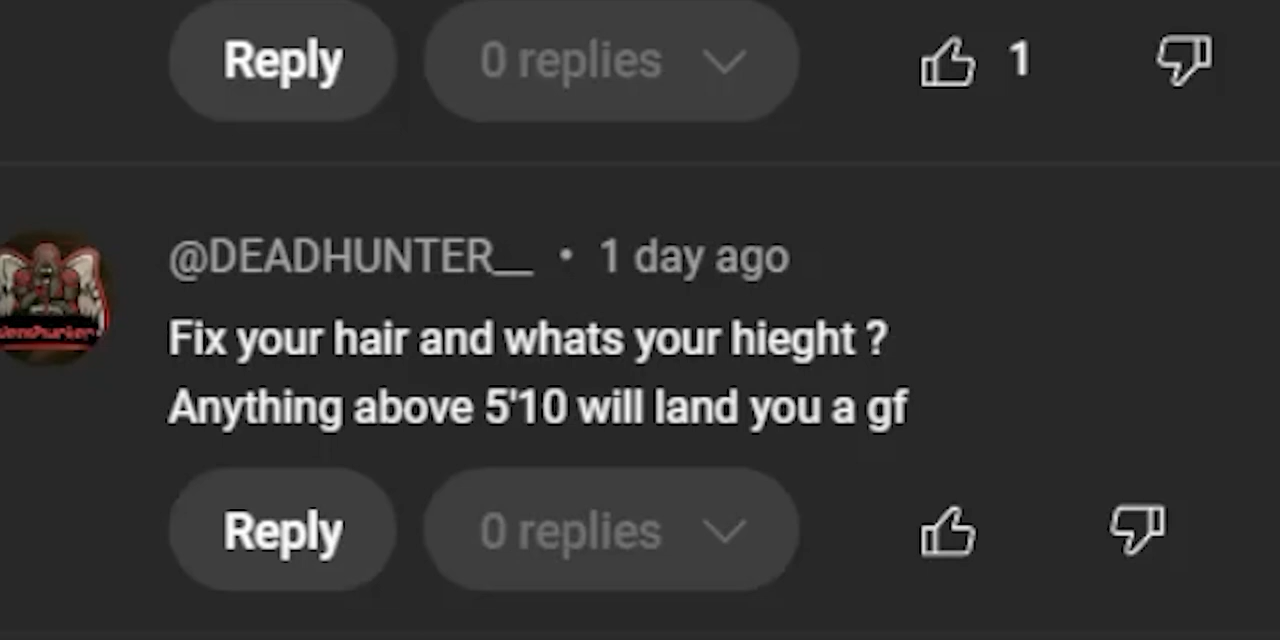 Reply 0 replies 1
@DEADHUNTER__ • 1 day ago
Fix your hair and whats your hieght ?
Anything above 5'10 will land you a gf
Reply 0 replies